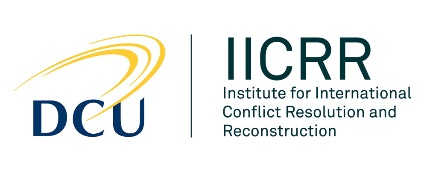 DCU
IICRR
Institute for International
Conflict Resolution and
Reconstruction